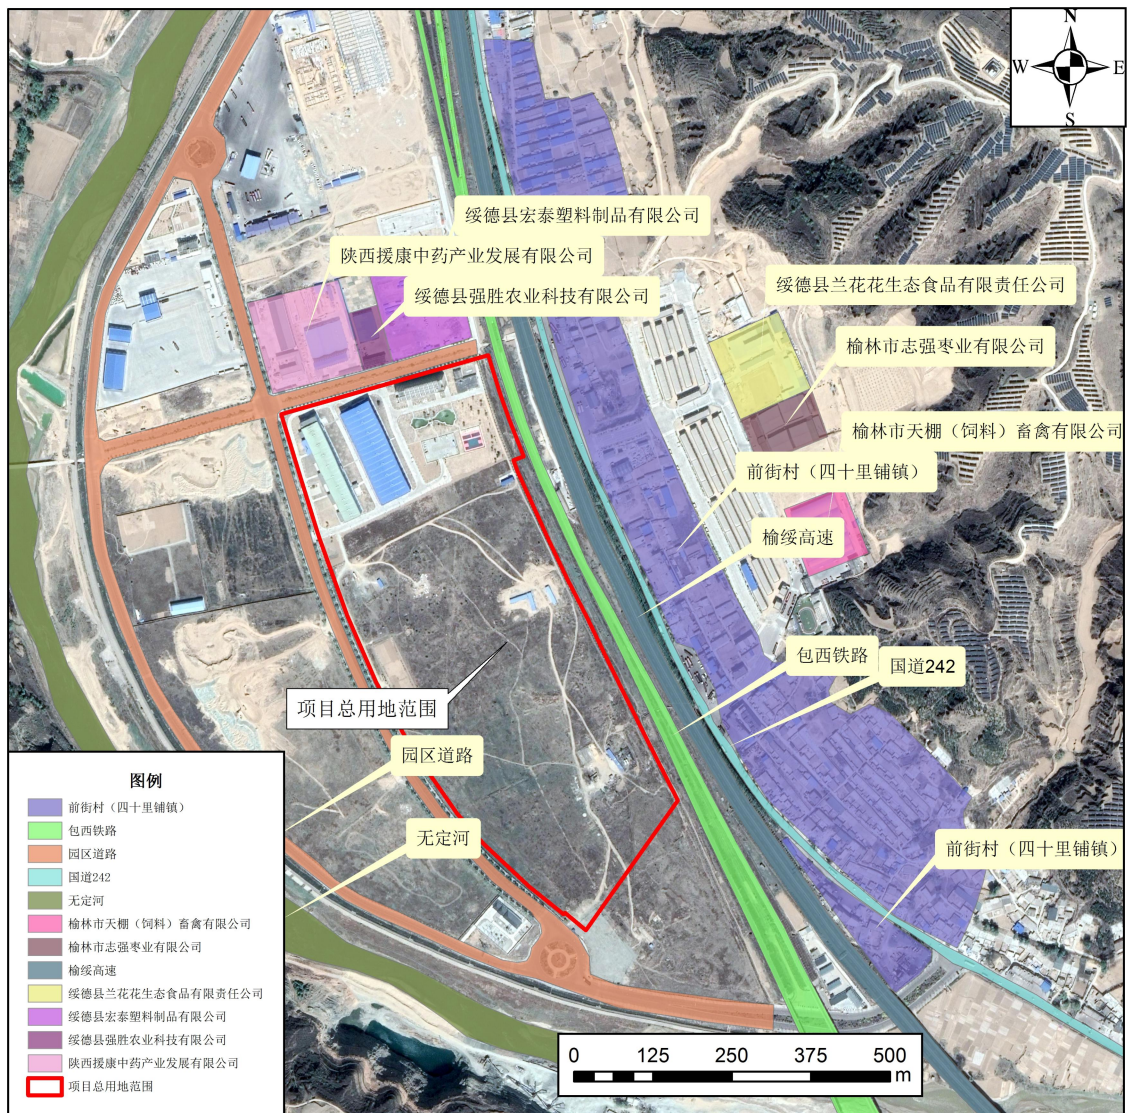 N
W
E
S
绥德县宏泰塑料制品有限公司
陕西援康中药产业发展有限公司
绥德县强胜农业科技有限公司
绥德县兰花花生态食品有限责任公司
榆林市志强枣业有限公司
榆林市天棚（饲料）畜禽有限公司
前街村（四十里铺镇）
榆绥高速
包西铁路
国道242
项目总用地范围
园区道路
无定河
前街村（四十里铺镇）
图例
前街村（四十里铺镇）
包西铁路
园区道路
国道242
无定河
榆林市天棚（饲料）畜禽有限公司
榆林市志强枣业有限公司
榆绥高速
绥德县兰花花生态食品有限责任公司
绥德县宏泰塑料制品有限公司
绥德县强胜农业科技有限公司
陕西援康中药产业发展有限公司
项目总用地范围
0 125 250 375 500
m